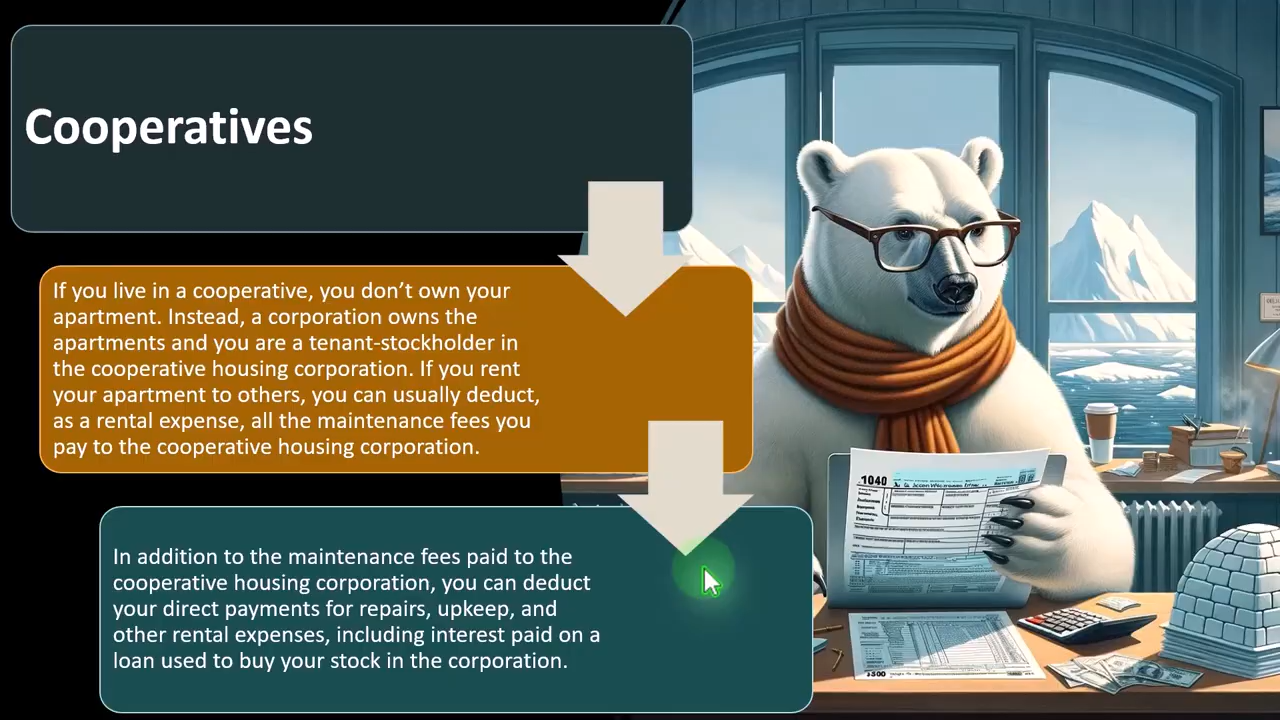 Cooperatives
If you live in a cooperative, you don’t own your
apartment. Instead, a corporation owns the
apartments and you are a tenant-stockholder in
the cooperative housing corporation. If you rent
your apartment to others, you can usually deduct,
as a rental expense, all the maintenance fees you
pay to the cooperative housing corporation.
In addition to the maintenance fees paid to the
cooperative housing corporation, you can deduct
your direct payments for repairs, upkeep, and
other rental expenses, including interest paid on a
loan used to buy your stock in the corporation.
1040